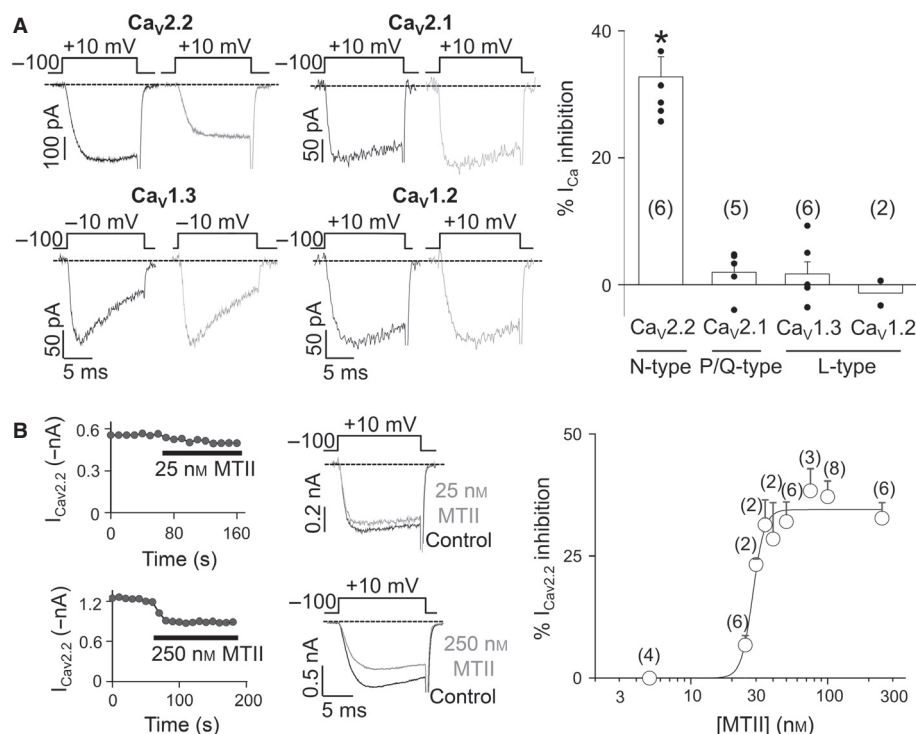 A
CaV2.2
+10 mV
+10 mV
–100
100 pA
CaV2.1
+10 mV
+10 mV
–100
50 pA
CaV1.3
–10 mV
–10 mV
–100
50 pA
5 ms
CaV1.2
+10 mV
+10 mV
–100
50 pA
5 ms
% ICa inhibition
40
20
0
*
(6)
(5)
(6)
(2)
CaV2.2
CaV2.1
CaV1.3
CaV1.2
N-type
P/Q-type
L-type
B
ICav2.2 (–nA)
0.6
0.3
0
25 nM MTII
0
80
160
Time (s)
+10 mV
–100
0.2 nA
25 nM
MTII
Control
ICav2.2 (–nA)
1.2
0.6
0
250 nM MTII
0
100
200
Time (s)
+10 mV
–100
0.5 nA
5 ms
250 nM
MTII
Control
% ICav2.2 inhibition
50
25
0
(4)
(6)
(2)
(2)
(2)
(6)
(3)
(8)
(6)
3
10
30
100
300
[MTII] (nM)